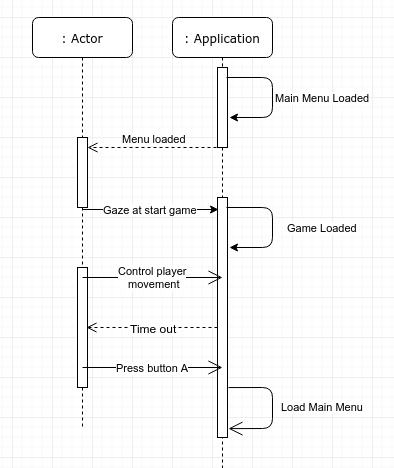 : Actor
: Application
Main Menu Loaded
Menu loaded
Gaze at start game
Game Loaded
Control player
movement
Time out
Press button A
Load Main Menu